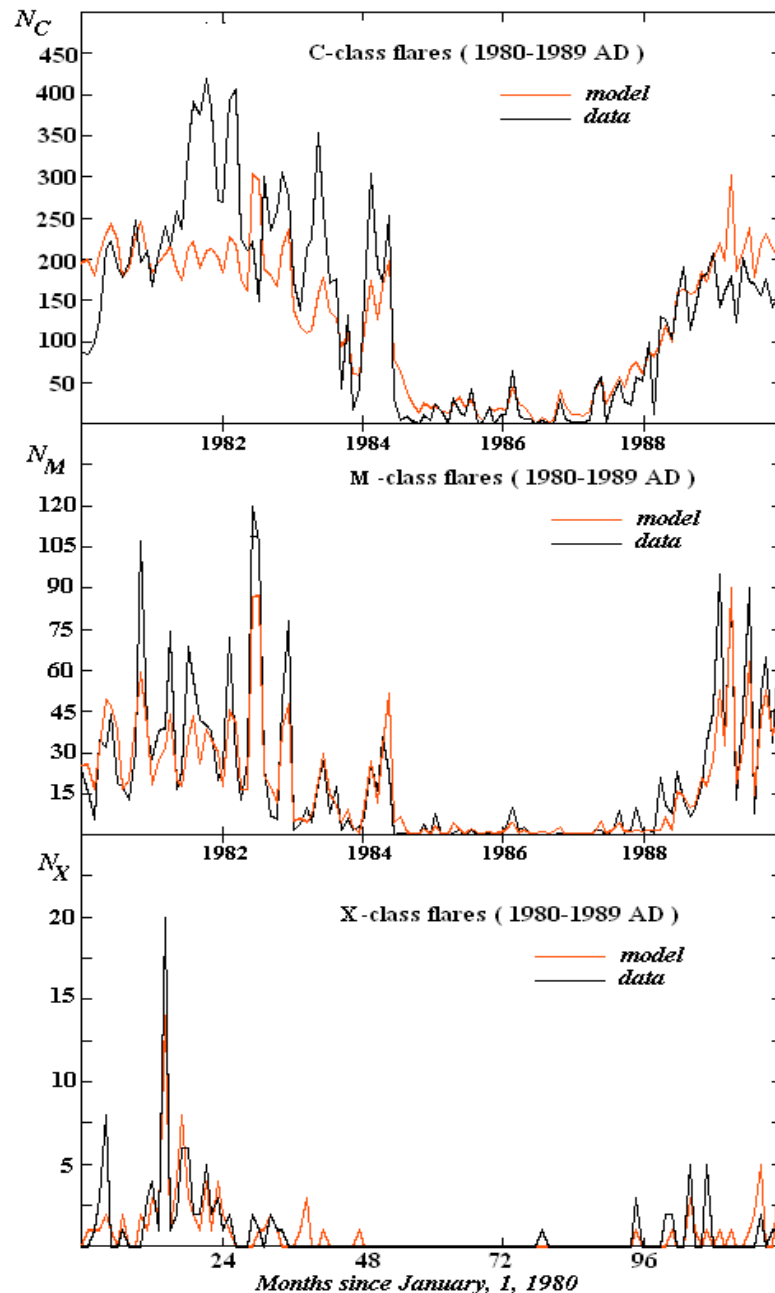 N_C
C-class flares ( 1980-1989 AD )
model
data
450
400
350
300
250
200
150
100
50
1982
1984
1986
1988
N_M
M -class flares ( 1980-1989 AD )
model
data
120
105
90
75
60
45
30
15
1982
1984
1986
1988
N_X
X -class flares ( 1980-1989 AD )
model
data
20
15
10
5
24
48
72
96
Months since January, 1, 1980